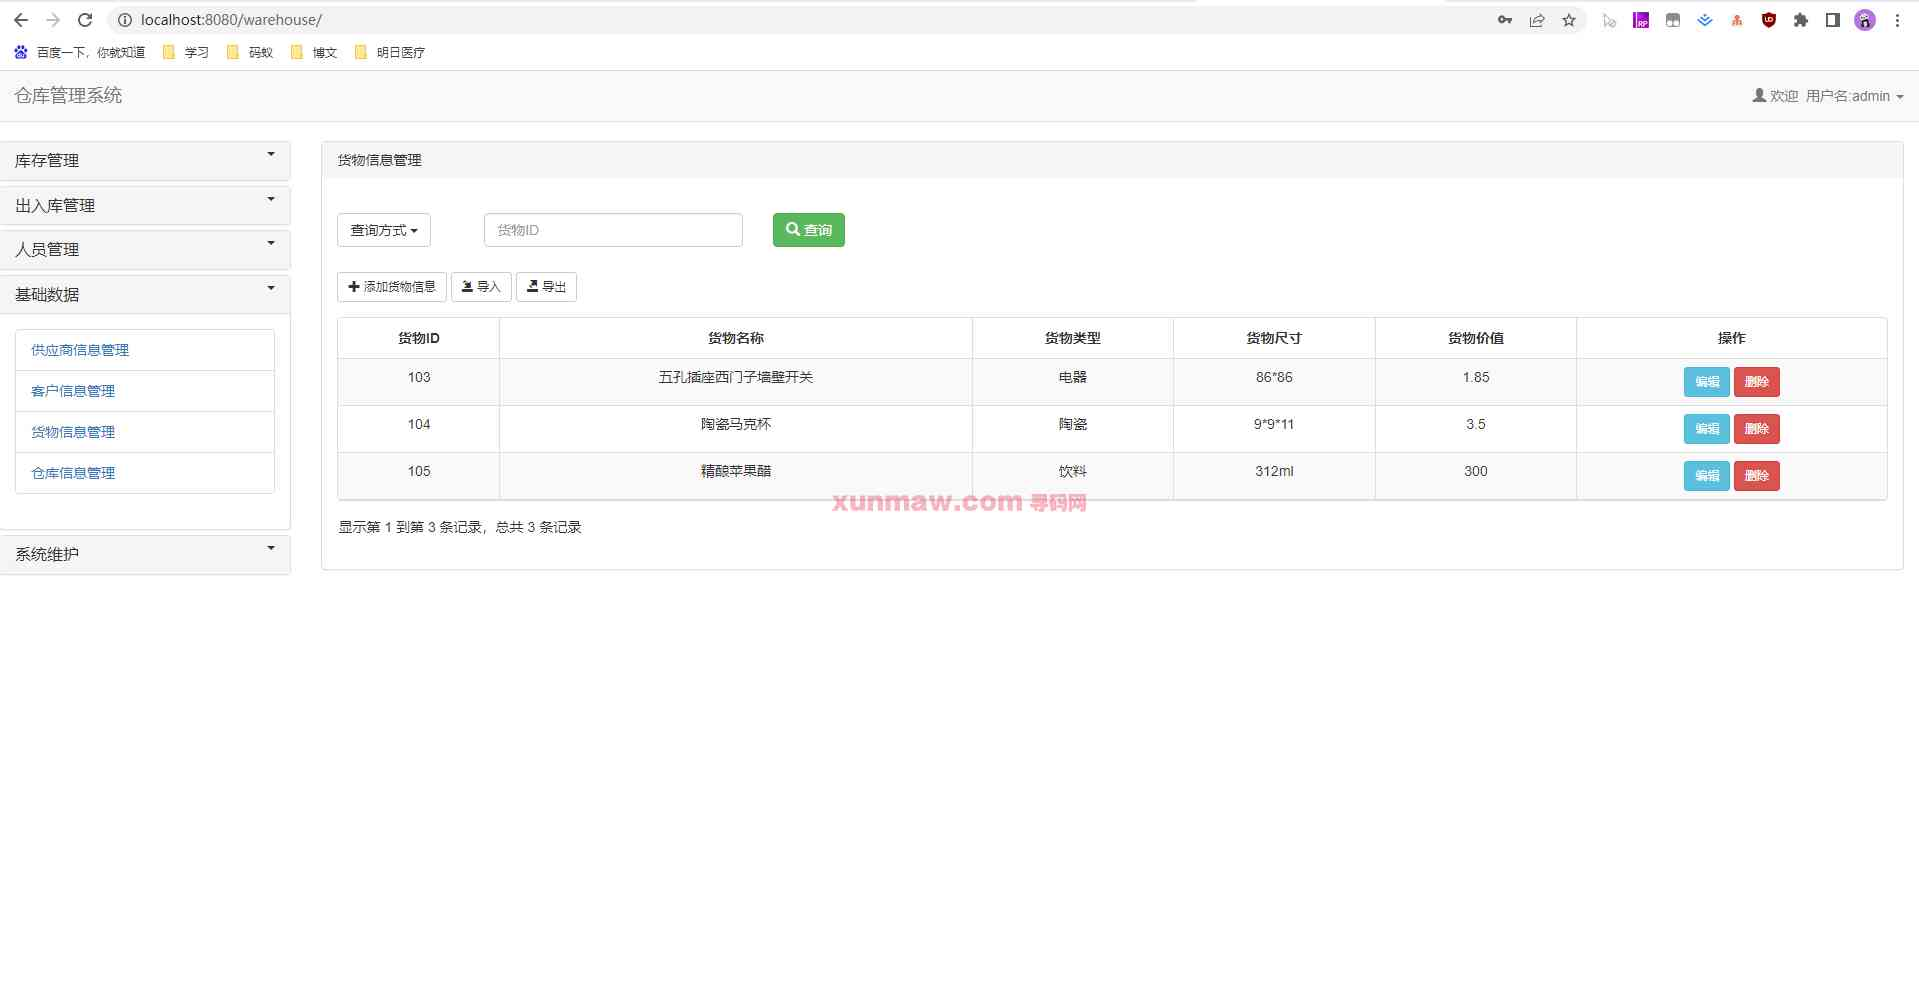 localhost:8080/warehouse/
百度一下，你就知道 学习 码蚁 博文 明日医疗
仓库管理系统
欢迎 用户名:admin
库存管理
出入库管理
人员管理
基础数据
供应商信息管理
客户信息管理
货物信息管理
仓库信息管理
系统维护
货物信息管理
查询方式 货物ID 查询
添加货物信息 导入 导出
货物ID 货物名称 货物类型 货物尺寸 货物价值 操作
103 五孔插座西门子墙壁开关 电器 86*86 1.85 编辑 删除
104 陶瓷马克杯 陶瓷 9*9*11 3.5 编辑 删除
105 精酿苹果醋 饮料 312ml 300 编辑 删除
xunmaw.com 寻码网
显示第 1 到第 3 条记录，总共 3 条记录